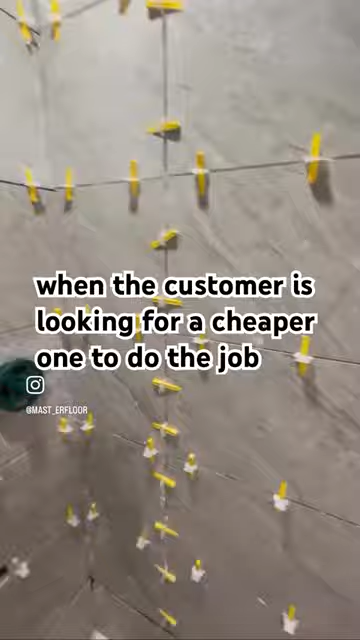 when the customer is
looking for a cheaper
one to do the job
@MAST_ERFLOOR